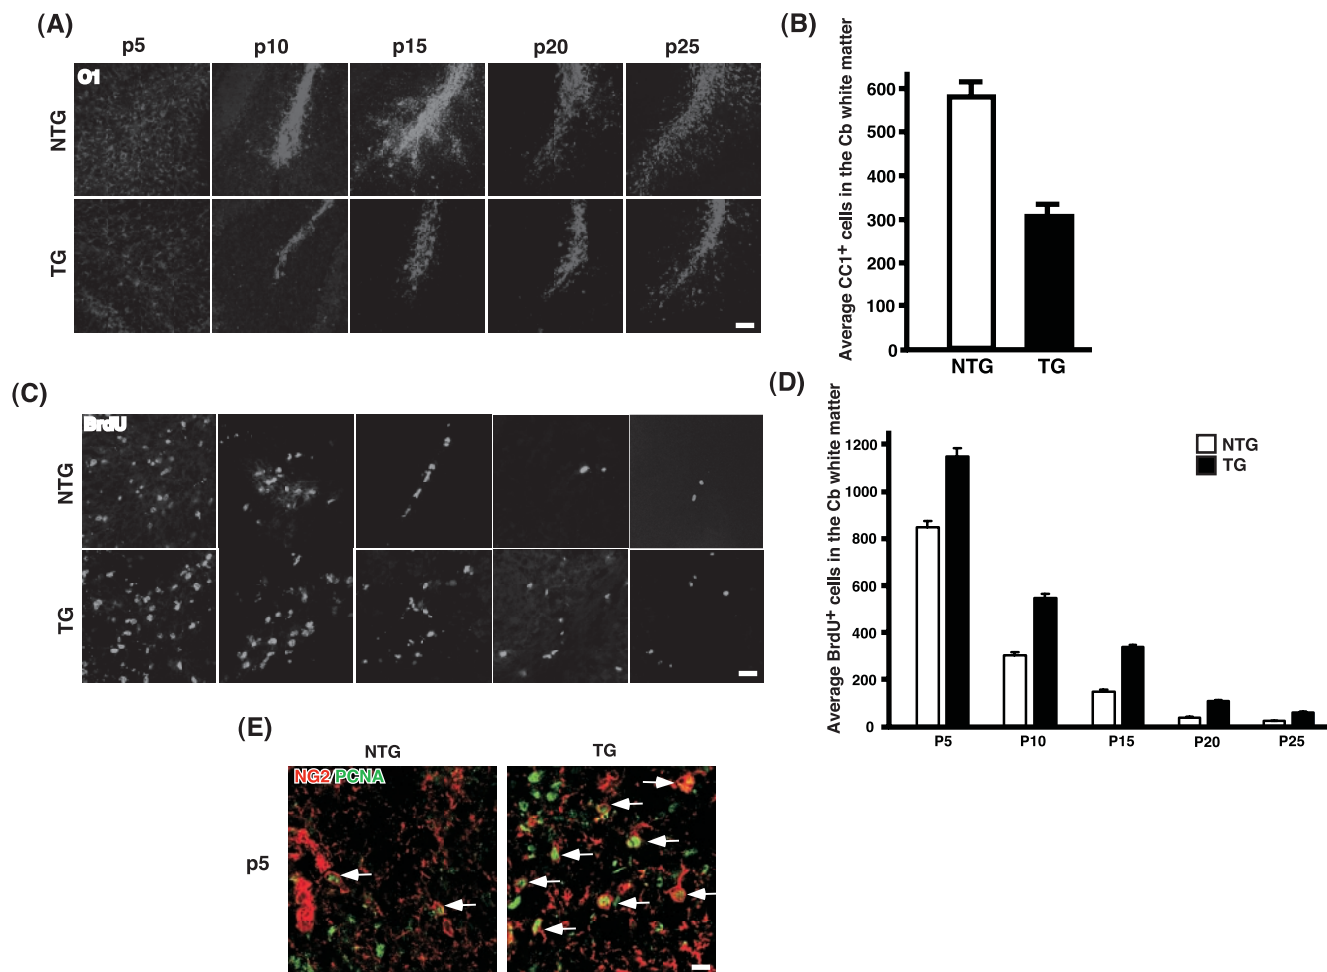 (A)
p5 p10 p15 p20 p25
O1
NTG
TG
(B)
Average CC1+ cells in the Cb white matter
600
500
400
300
200
100
0
NTG TG
(C)
BrdU
NTG
TG
(D)
Average BrdU+ cells in the Cb white matter
1200
1000
800
600
400
200
0
P5 P10 P15 P20 P25
NTG
TG
(E)
NTG TG
NG2/PCNA
p5